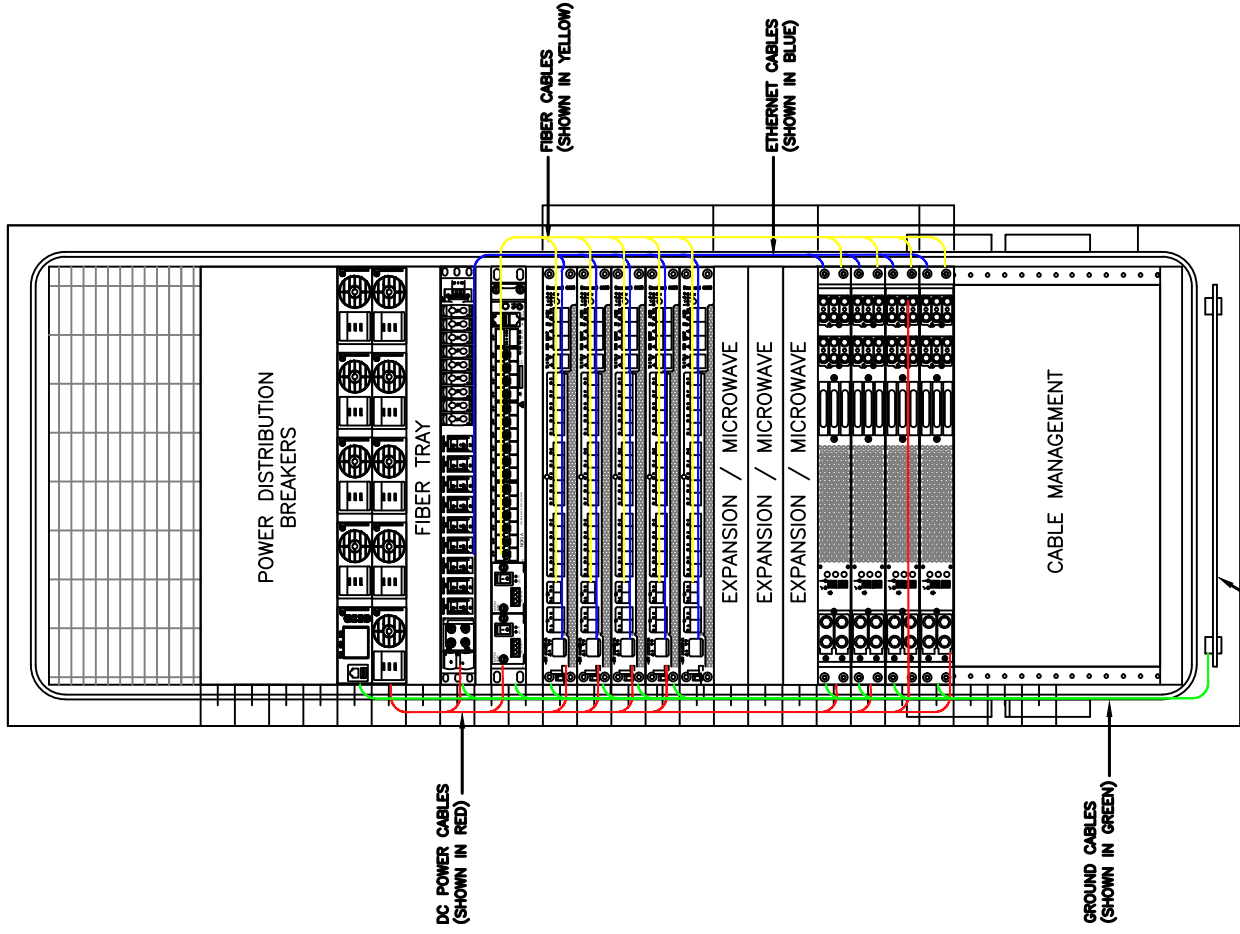 POWER DISTRIBUTION
BREAKERS
FIBER TRAY
EXPANSION / MICROWAVE
EXPANSION / MICROWAVE
EXPANSION / MICROWAVE
CABLE MANAGEMENT
FIBER CABLES
(SHOWN IN YELLOW)
ETHERNET CABLES
(SHOWN IN BLUE)
DC POWER CABLES
(SHOWN IN RED)
GROUND CABLES
(SHOWN IN GREEN)